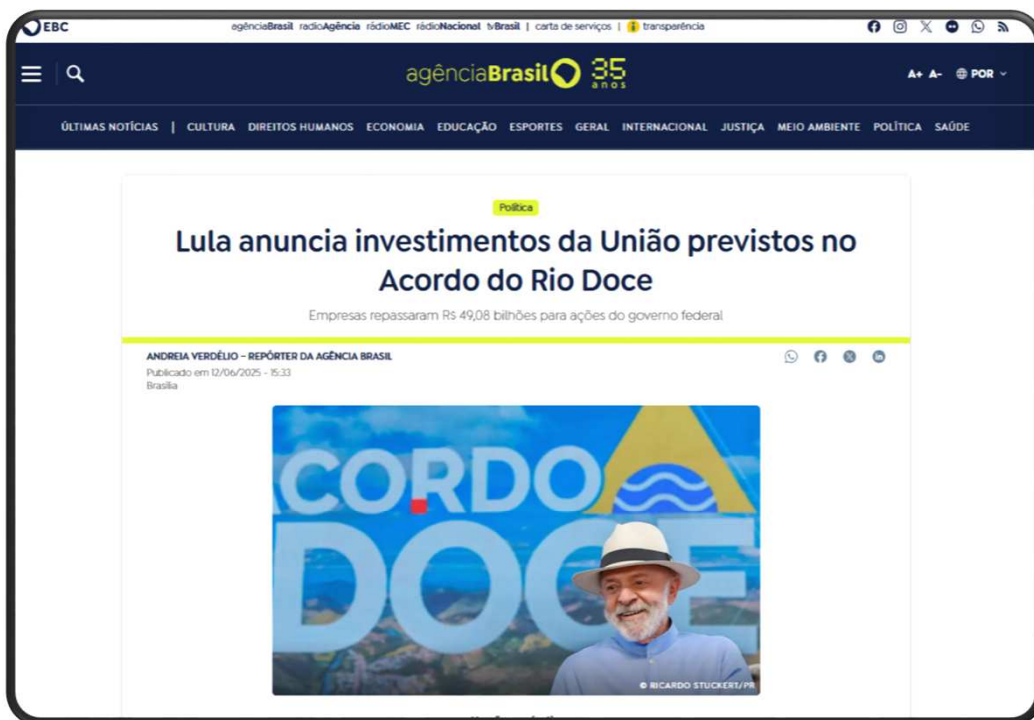 EBC
agênciaBrasil radioAgência rádioMEC rádioNacional tvBrasil | carta de serviços | i transparência
agênciaBrasil 35 anos
A+ A- POR
ÚLTIMAS NOTÍCIAS | CULTURA DIREITOS HUMANOS ECONOMIA EDUCAÇÃO ESPORTES GERAL INTERNACIONAL JUSTIÇA MEIO AMBIENTE POLÍTICA SAÚDE
Política
Lula anuncia investimentos da União previstos no
Acordo do Rio Doce
Empresas repassaram R$ 49,08 bilhões para ações do governo federal
ANDREIA VERDÉLIO – REPÓRTER DA AGÊNCIA BRASIL
Publicado em 12/06/2025 - 15:33
Brasília
ACORDO
DOCE
© RICARDO STUCKERT/PR